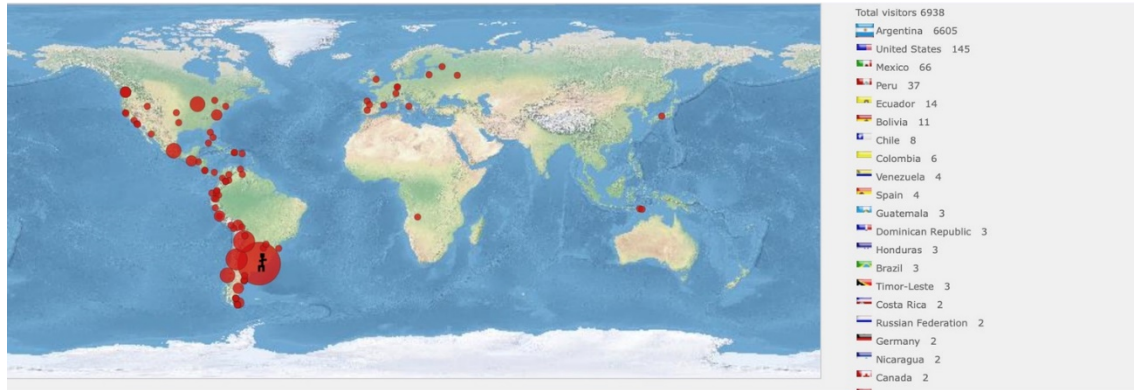 Total visitors 6938
Argentina 6605
United States 145
Mexico 66
Peru 37
Ecuador 14
Bolivia 11
Chile 8
Colombia 6
Venezuela 4
Spain 4
Guatemala 3
Dominican Republic 3
Honduras 3
Brazil 3
Timor-Leste 3
Costa Rica 2
Russian Federation 2
Germany 2
Nicaragua 2
Canada 2